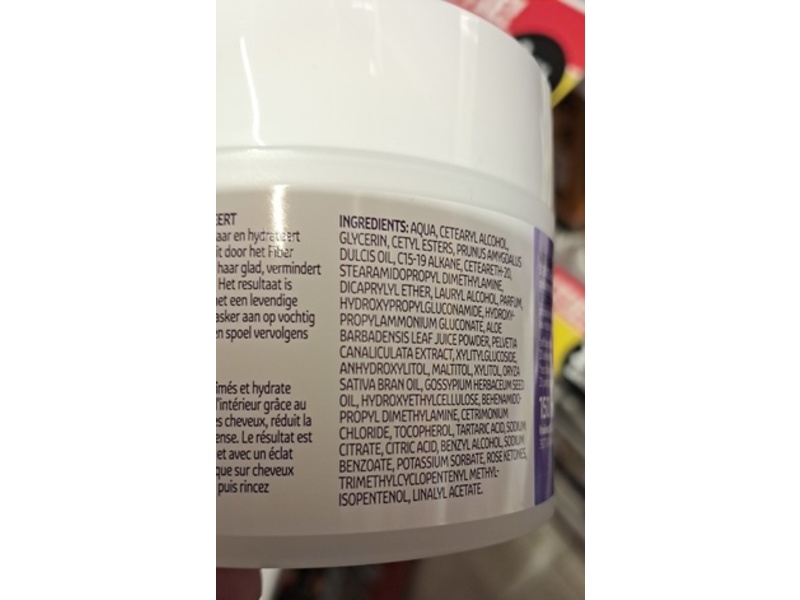 EERT
aar en hydrateert
it door het Fiber
haar glad, vermindert
Het resultaat is
et een levendige
asker aan op vochtig
en spoel vervolgens
imés et hydrate
l'intérieur grâce au
es cheveux, réduit la
ense. Le résultat est
et avec un éclat
que sur cheveux
puis rincez
INGREDIENTS: AQUA, CETEARYL ALCOHOL,
GLYCERIN, CETYL ESTERS, PRUNUS AMYGDALUS
DULCIS OIL, C15-19 ALKANE, CETEARETH-20,
STEARAMIDOPROPYL DIMETHYLAMINE,
DICAPRYLYL ETHER, LAURYL ALCOHOL, PARFUM,
HYDROXYPROPYLGLUCONAMIDE, HYDROXY-
PROPYLAMMONIUM GLUCONATE, ALOE
BARBADENSIS LEAF JUICE POWDER, PELVETIA
CANALICULATA EXTRACT, XYLITYLGLUCOSIDE,
ANHYDROXYLITOL, MALTITOL, XYLITOL, ORYZA
SATIVA BRAN OIL, GOSSYPIUM HERBACEUM SEED
OIL, HYDROXYETHYLCELLULOSE, BEHENAMIDO-
PROPYL DIMETHYLAMINE, CETRIMONIUM
CHLORIDE, TOCOPHEROL, TARTARIC ACID, SODIUM
CITRATE, CITRIC ACID, BENZYL ALCOHOL, SODIUM
BENZOATE, POTASSIUM SORBATE, ROSE KETONES,
TRIMETHYLCYCLOPENTENYL METHYL-
ISOPENTENOL, LINALYL ACETATE.